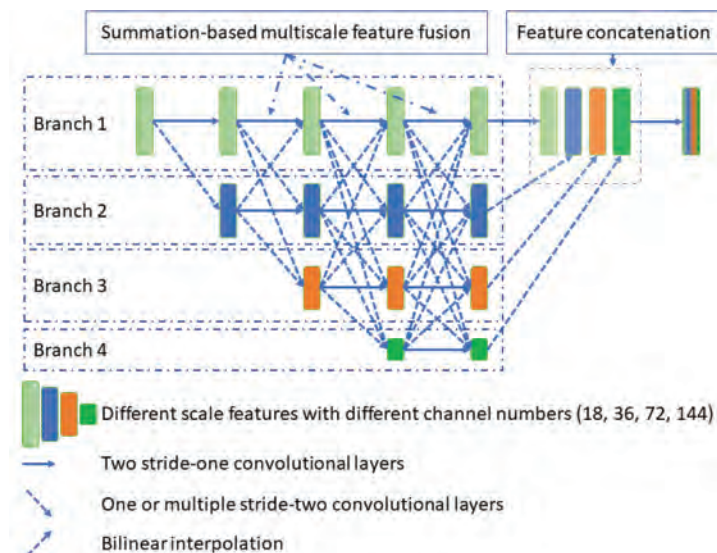 Summation-based multiscale feature fusion
Feature concatenation
Branch 1
Branch 2
Branch 3
Branch 4
Different scale features with different channel numbers (18, 36, 72, 144)
Two stride-one convolutional layers
One or multiple stride-two convolutional layers
Bilinear interpolation